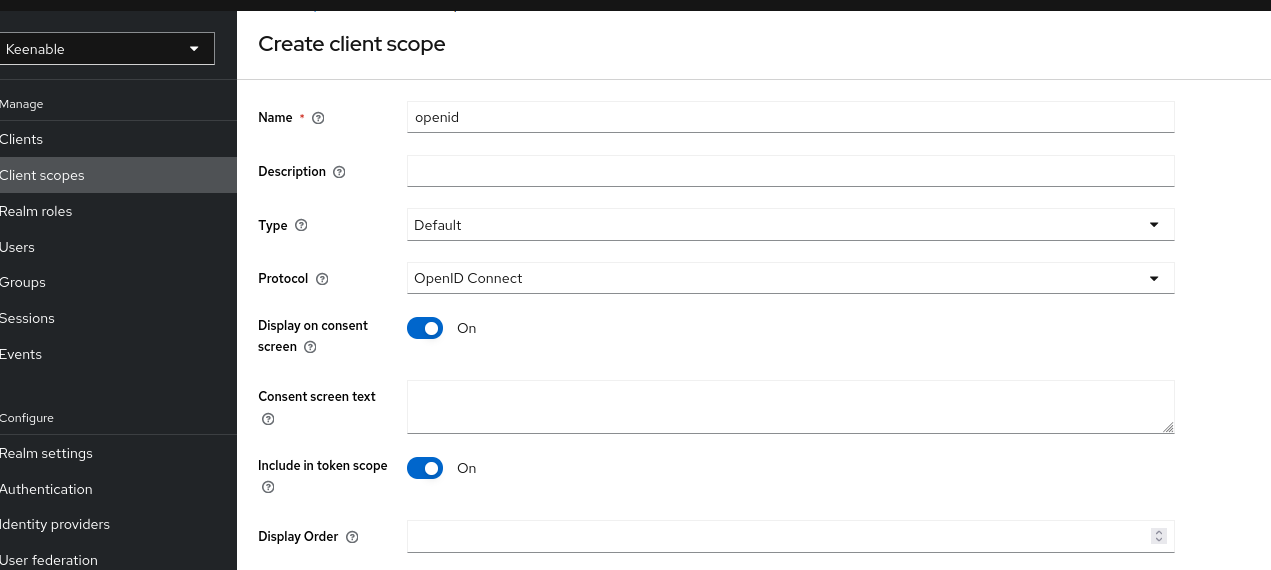 Keenable
Manage
Clients
Client scopes
Realm roles
Users
Groups
Sessions
Events
Configure
Realm settings
Authentication
Identity providers
User federation
Create client scope
Name *
openid
Description
Type
Default
Protocol
OpenID Connect
Display on consent
screen
On
Consent screen text
Include in token scope
On
Display Order